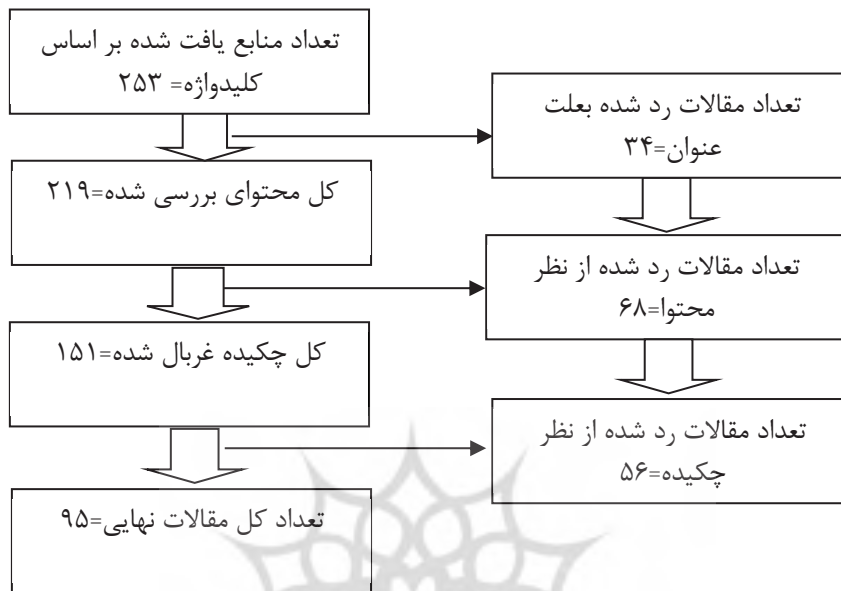 تعداد منابع یافت شده بر اساس
کلیدواژه= ۲۵۳
تعداد مقالات رد شده بعلت
عنوان=۳۴
کل محتوای بررسی شده=۲۱۹
تعداد مقالات رد شده از نظر
محتوا=۶۸
کل چکیده غربال شده=۱۵۱
تعداد مقالات رد شده از نظر
چکیده=۵۶
تعداد کل مقالات نهایی=۹۵